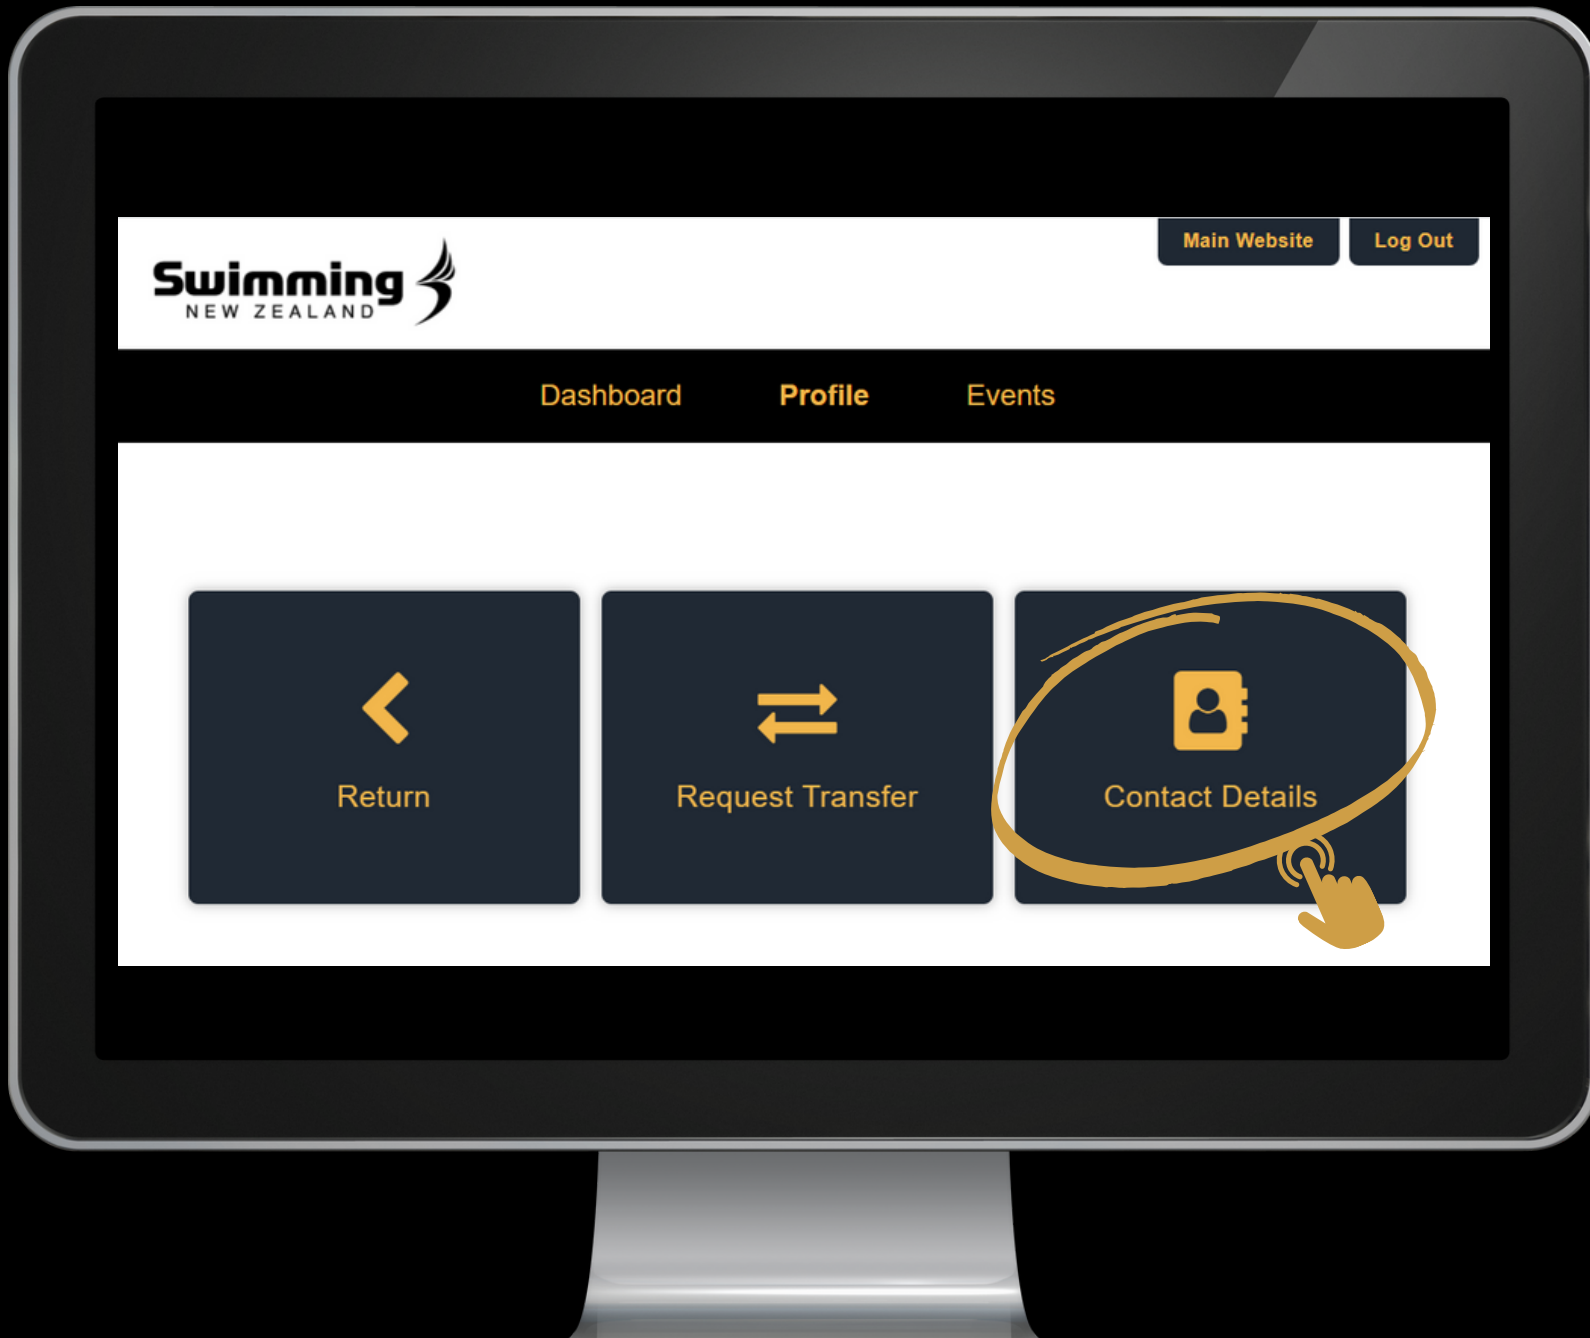 Main Website
Log Out
Swimming
NEW ZEALAND
Dashboard
Profile
Events
Return
Request Transfer
Contact Details